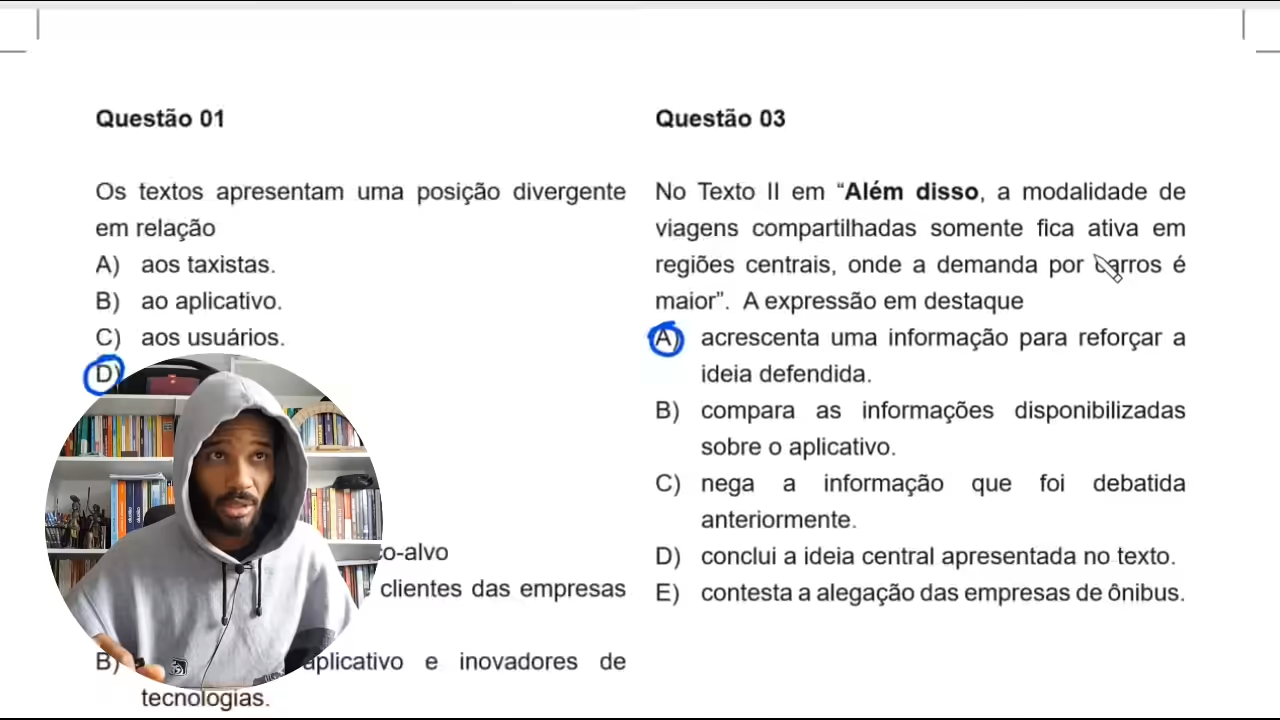 Questão 01
Os textos apresentam uma posição divergente
em relação
A) aos taxistas.
B) ao aplicativo.
C) aos usuários.
D)
co-alvo
clientes das empresas
B) aplicativo e inovadores de
tecnologias.
Questão 03
No Texto II em “Além disso, a modalidade de
viagens compartilhadas somente fica ativa em
regiões centrais, onde a demanda por carros é
maior”. A expressão em destaque
A) acrescenta uma informação para reforçar a
ideia defendida.
B) compara as informações disponibilizadas
sobre o aplicativo.
C) nega a informação que foi debatida
anteriormente.
D) conclui a ideia central apresentada no texto.
E) contesta a alegação das empresas de ônibus.